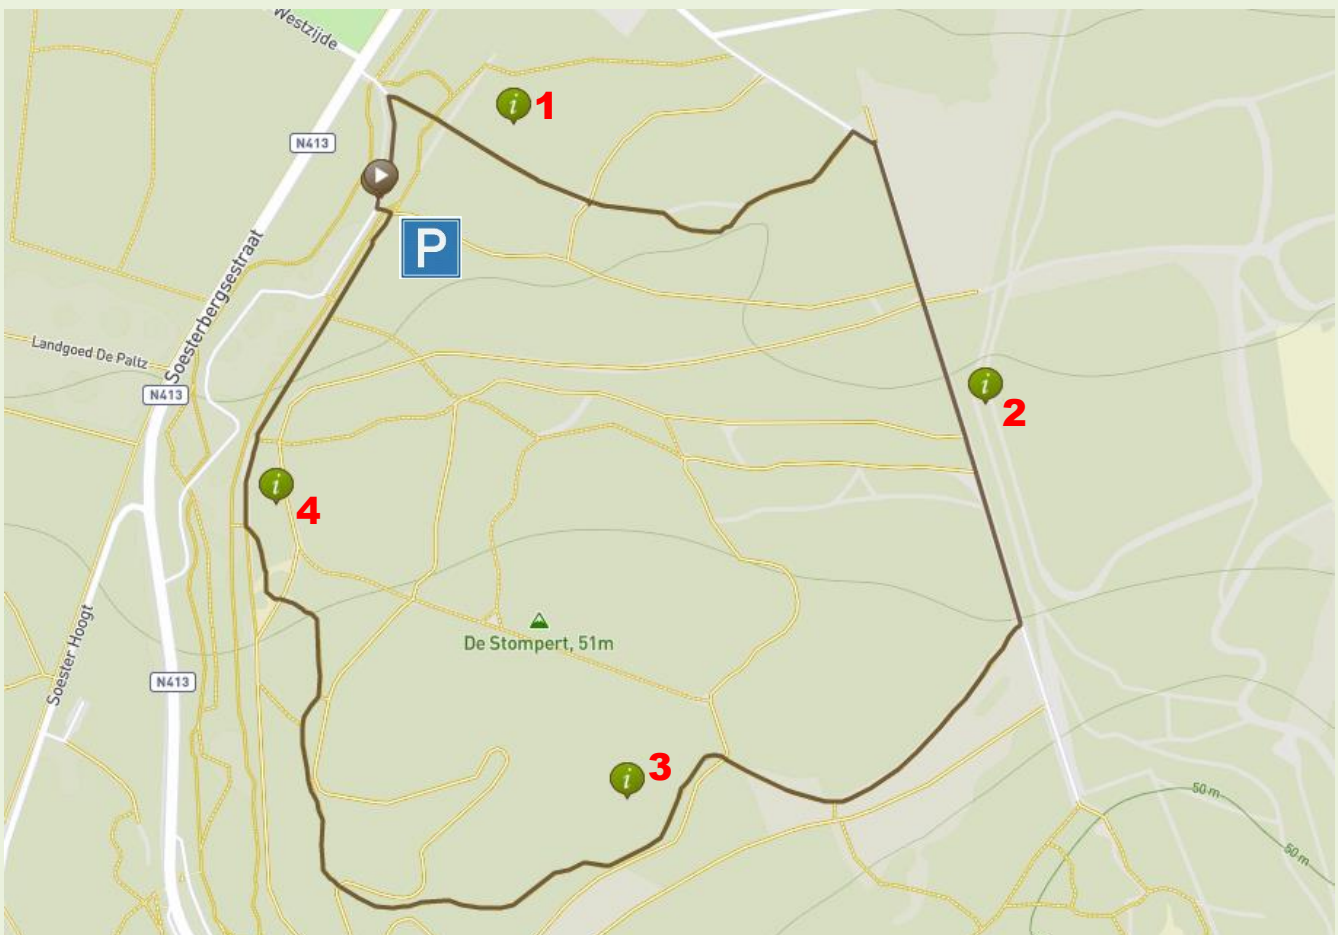 Westzijde
i
1
N413
P
Soesterbergsestraat
Landgoed De Paltz
N413
i
2
i
4
De Stompert, 51m
Soester Hoogt
N413
i
3
50 m
50 m